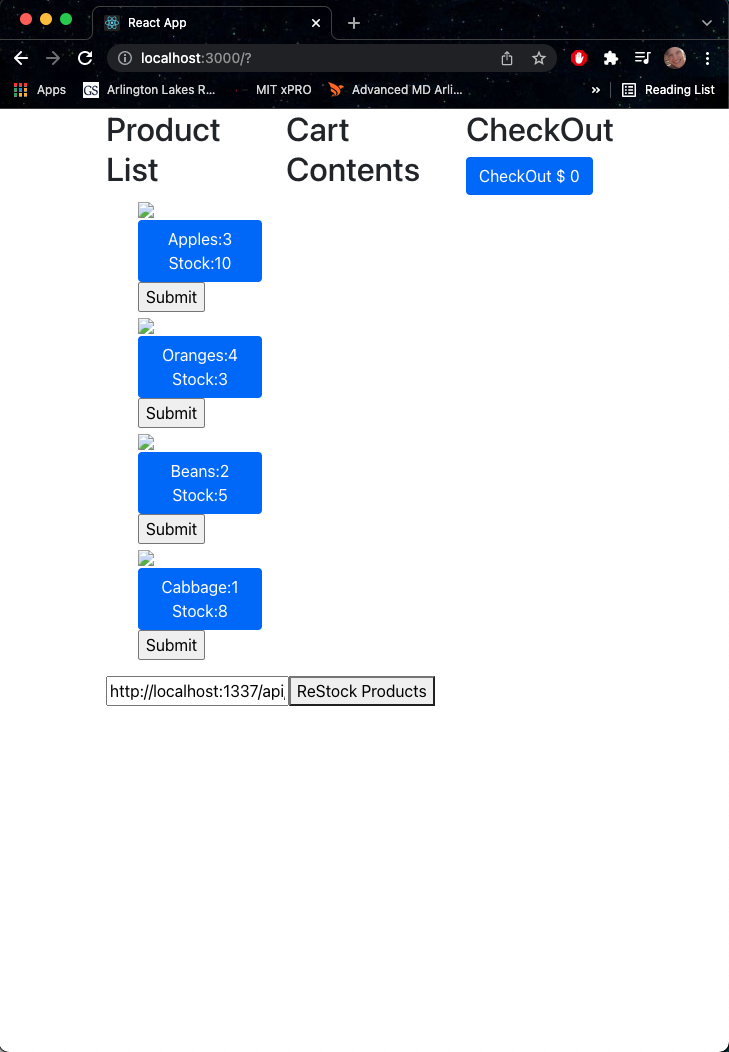 React App
localhost:3000/?
Apps
GS
Arlington Lakes R...
MIT xPRO
Advanced MD Arli...
»
Reading List
Product
List
Cart
Contents
CheckOut
CheckOut $ 0
Apples:3
Stock:10
Submit
Oranges:4
Stock:3
Submit
Beans:2
Stock:5
Submit
Cabbage:1
Stock:8
Submit
http://localhost:1337/api,
ReStock Products